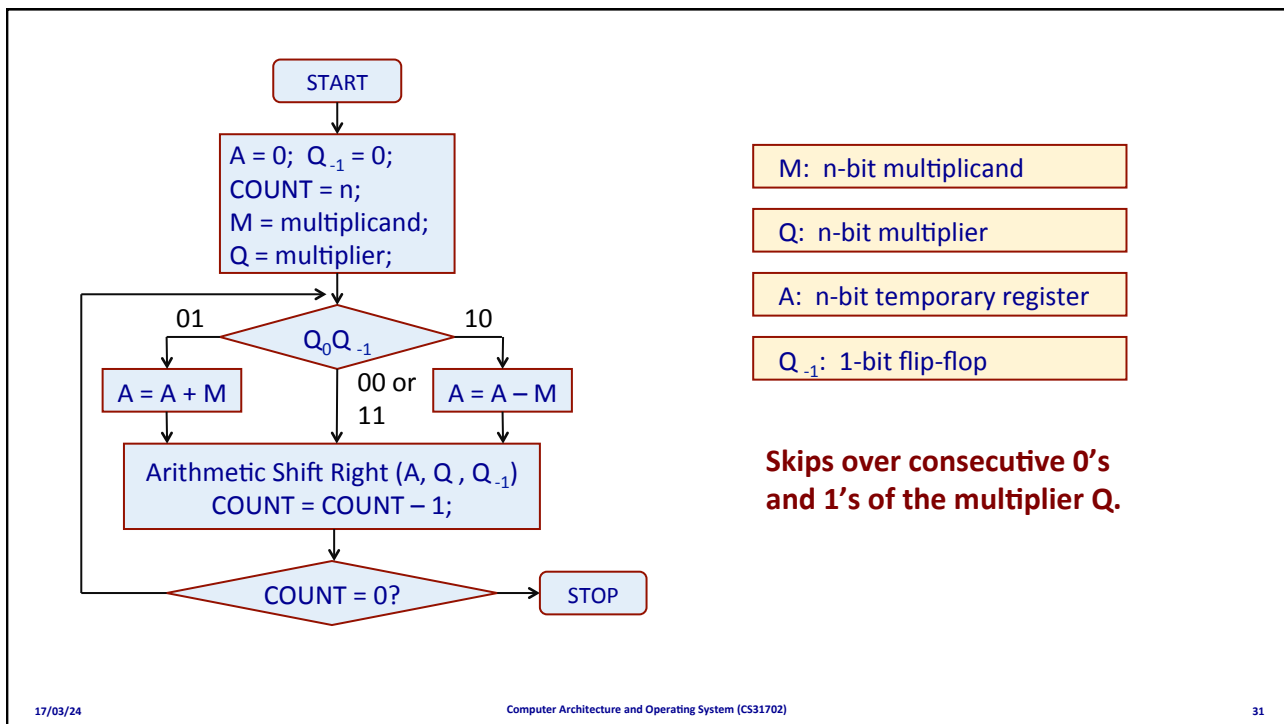 START
A = 0; Q₋₁ = 0;
COUNT = n;
M = multiplicand;
Q = multiplier;
01
Q₀Q₋₁
10
A = A + M
00 or
11
A = A – M
Arithmetic Shift Right (A, Q , Q₋₁)
COUNT = COUNT – 1;
COUNT = 0?
STOP
M: n-bit multiplicand
Q: n-bit multiplier
A: n-bit temporary register
Q₋₁: 1-bit flip-flop
Skips over consecutive 0's
and 1's of the multiplier Q.
17/03/24
Computer Architecture and Operating System (CS31702)
31